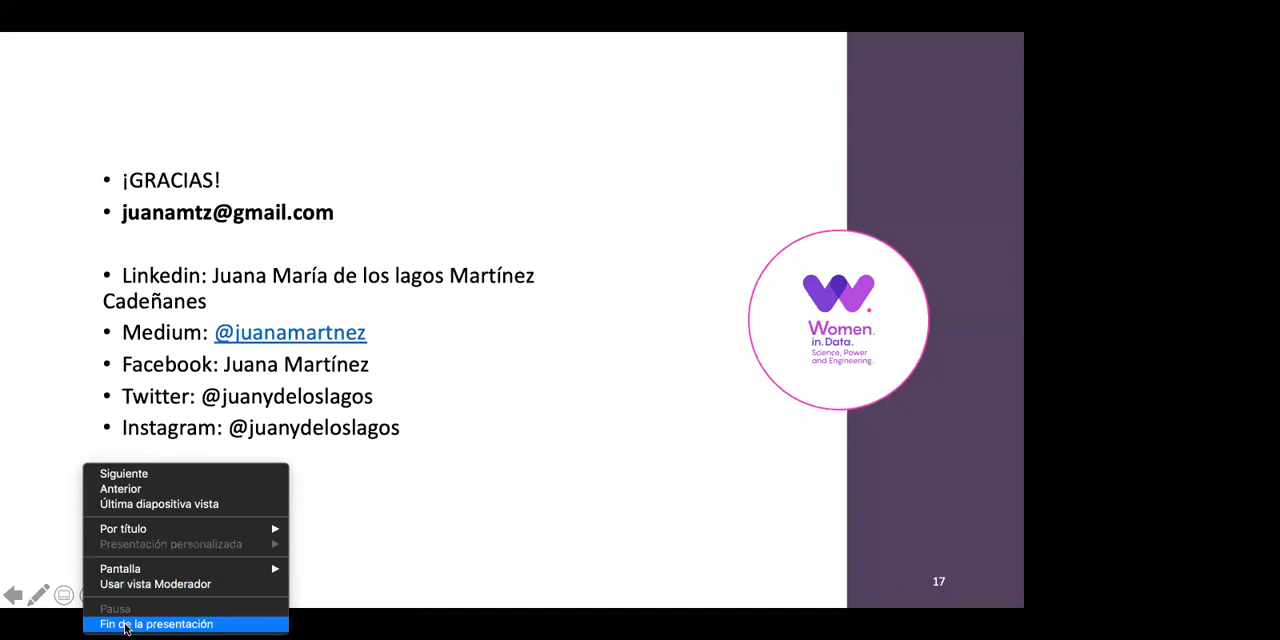 • ¡GRACIAS!
• juanamtz@gmail.com
• Linkedin: Juana María de los lagos Martínez
Cadeñanes
• Medium: @juanamartnez
• Facebook: Juana Martínez
• Twitter: @juanydeloslagos
• Instagram: @juanydeloslagos
Women.
in.Data.
Science, Power
and Engineering.
17
Siguiente
Anterior
Última diapositiva vista
Por título
Presentación personalizada
Pantalla
Usar vista Moderador
Pausa
Fin de la presentación